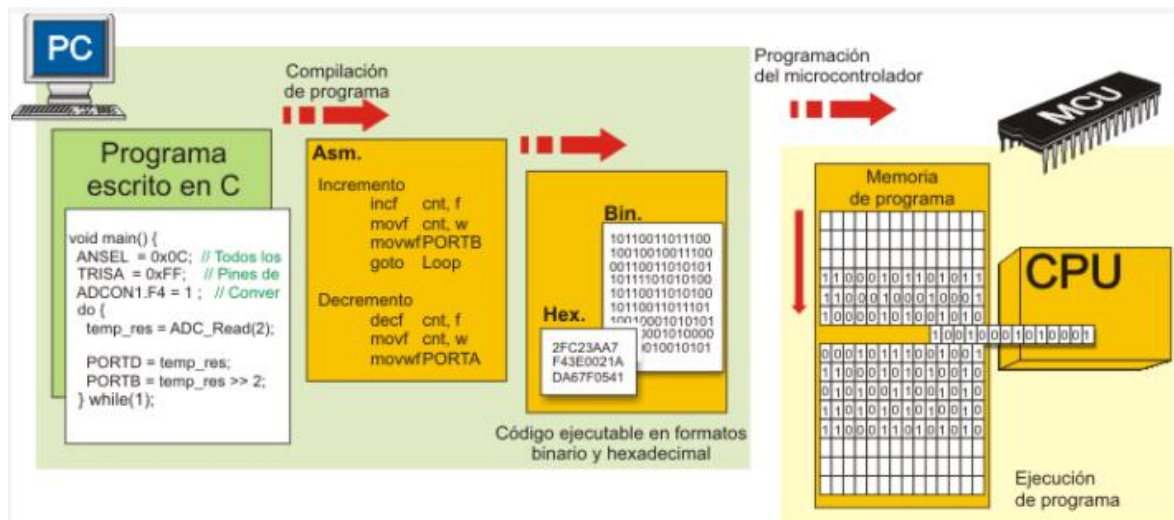 PC
Compilación
de programa
Programación
del microcontrolador
MCU
Programa
escrito en C
void main() {
ANSEL = 0x0C; // Todos los
TRISA = 0xFF; // Pines de
ADCON1.F4 = 1 ; // Conver
do {
temp_res = ADC_Read(2);
PORTD = temp_res;
PORTB = temp_res >> 2;
} while(1);
Asm.
Incremento
incf cnt, f
movf cnt, w
movwf PORTB
goto Loop
Decremento
decf cnt, f
movf cnt, w
movwf PORTA
Bin.
10110011011100
10010010011100
00110011010101
10111101010100
10110011010100
10110011011101
10010001010101
0001010000
010010101
Hex.
2FC23AA7
F43E0021A
DA67F0541
Código ejecutable en formatos
binario y hexadecimal
Memoria
de programa
CPU
10010001010001
Ejecución
de programa